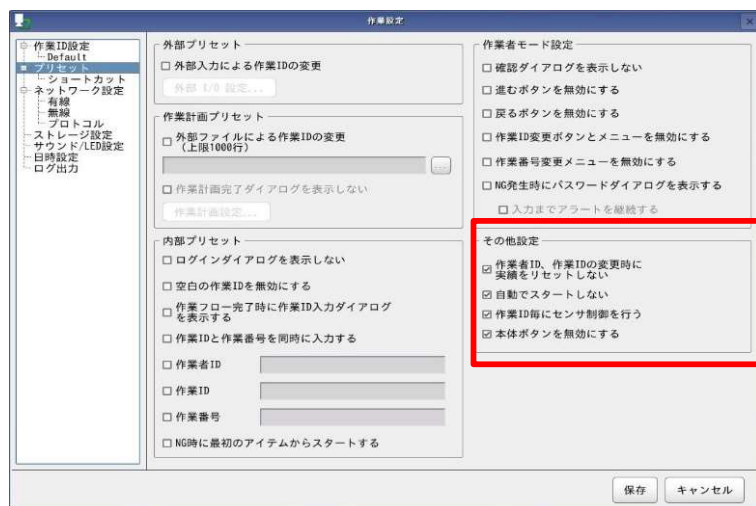 作業設定
作業ID設定
Default
プリセット
ショートカット
ネットワーク設定
有線
無線
プロトコル
ストレージ設定
サウンド/LED設定
日時設定
ログ出力
外部プリセット
外部入力による作業IDの変更
外部 I/O 設定...
作業計画プリセット
外部ファイルによる作業IDの変更
(上限1000行)
...
作業計画完了ダイアログを表示しない
作業計画設定...
内部プリセット
ログインダイアログを表示しない
空白の作業IDを無効にする
作業フロー完了時に作業ID入力ダイアログ
を表示する
作業IDと作業番号を同時に入力する
作業者ID
作業ID
作業番号
NG時に最初のアイテムからスタートする
作業者モード設定
確認ダイアログを表示しない
進むボタンを無効にする
戻るボタンを無効にする
作業ID変更ボタンとメニューを無効にする
作業番号変更メニューを無効にする
NG発生時にパスワードダイアログを表示する
入力までアラートを継続する
その他設定
作業者ID、作業IDの変更時に
実績をリセットしない
自動でスタートしない
作業ID毎にセンサ制御を行う
本体ボタンを無効にする
保存
キャンセル